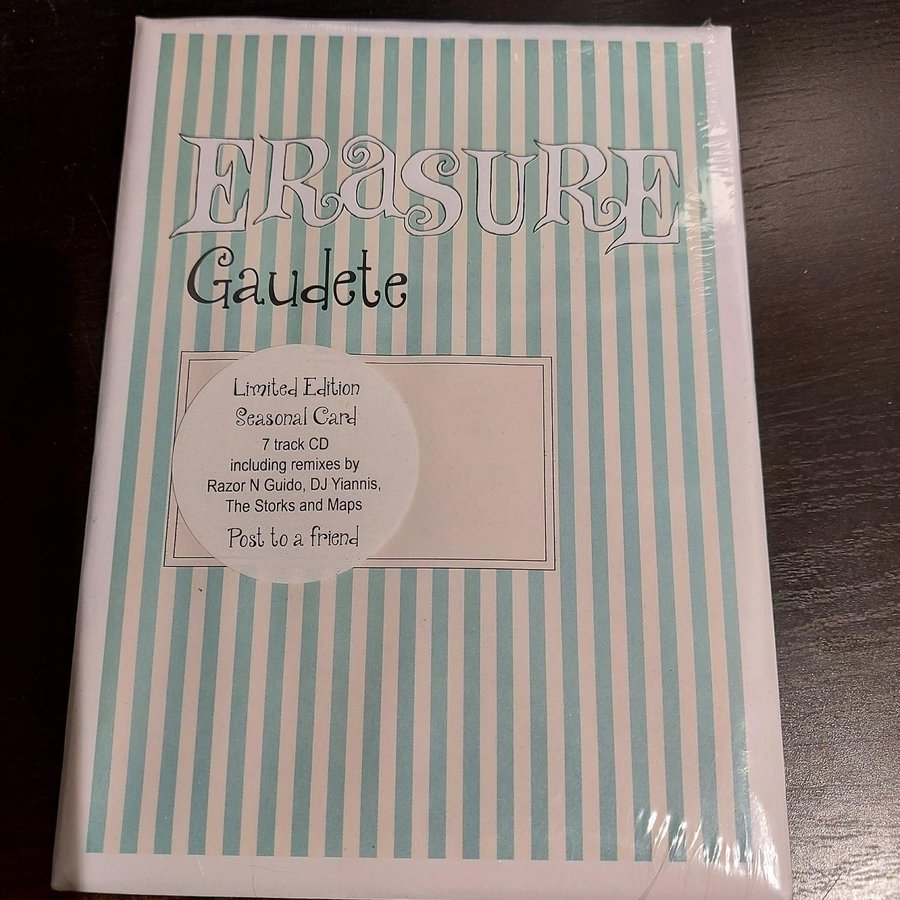 ERaSURE
Gaudete
Limited Edition
Seasonal Card
7 track CD
including remixes by
Razor N Guido, DJ Yiannis,
The Storks and Maps
Post to a friend